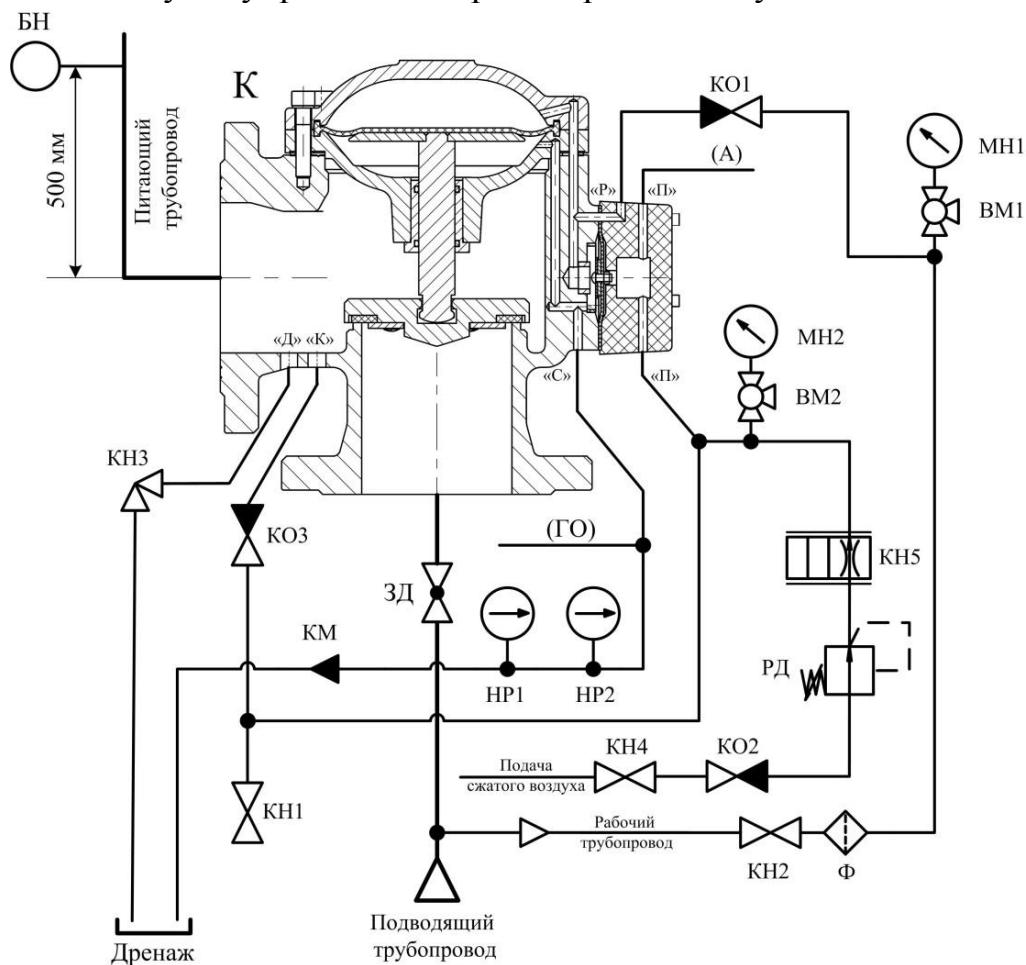 БН
К
500 мм
Питающий
трубопровод
КО1
(А)
МН1
ВМ1
«Р»
«П»
«Д»
«К»
«С»
«П»
МН2
ВМ2
КН3
КО3
(ГО)
КН5
ЗД
КМ
НР1
НР2
РД
КН4
КО2
Подача
сжатого воздуха
КН1
Рабочий
трубопровод
КН2
Ф
Подводящий
трубопровод
Дренаж